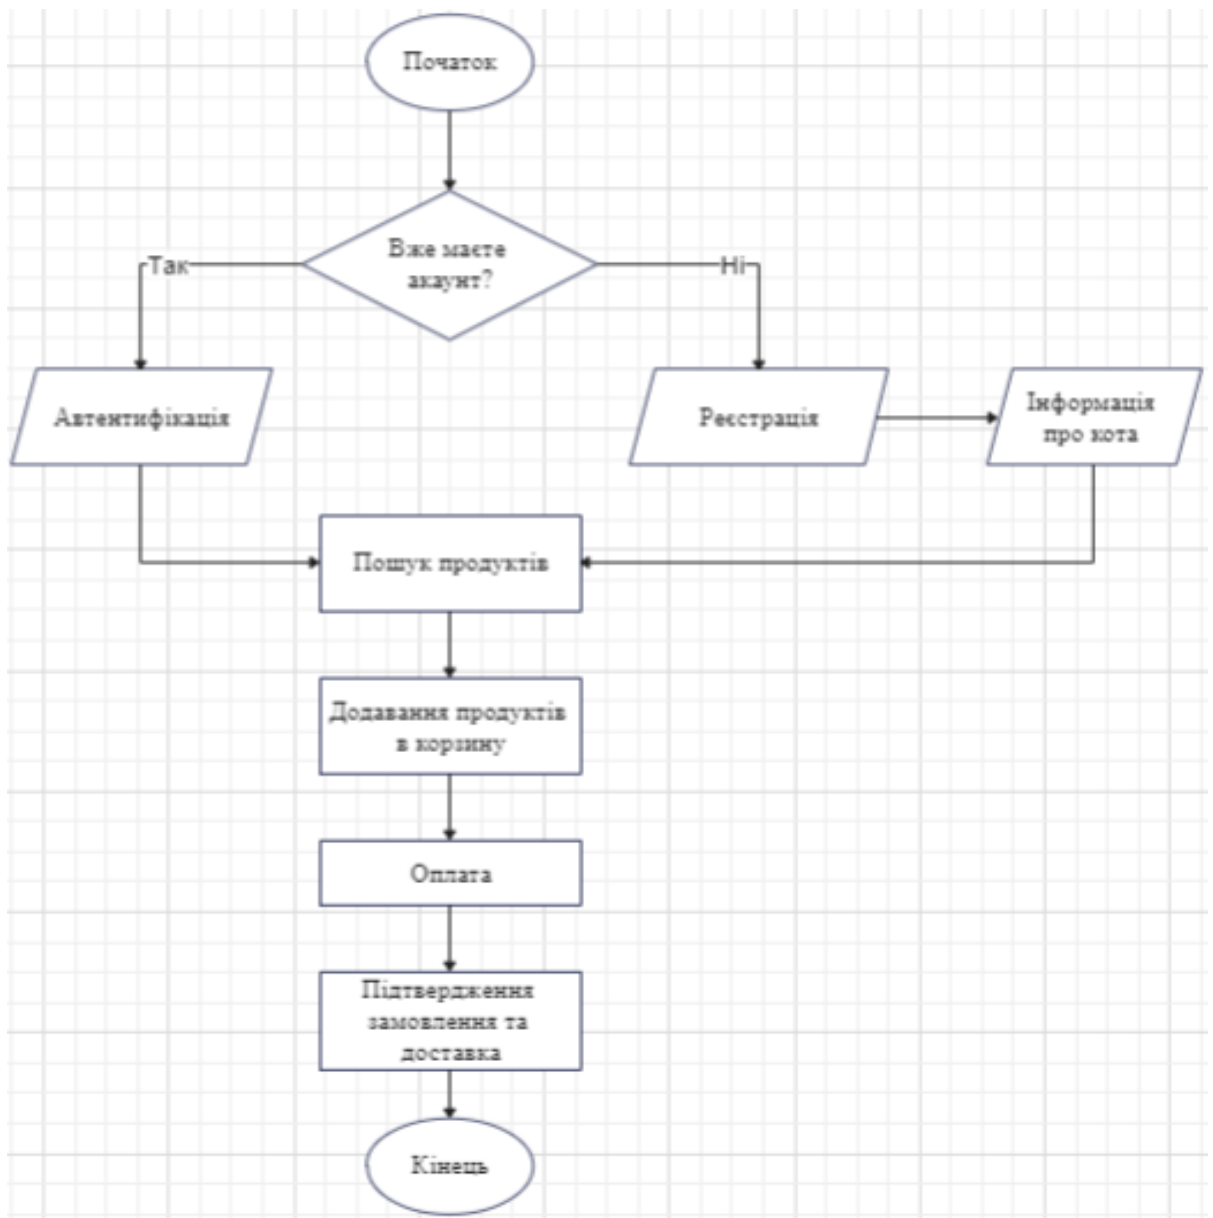 Початок
Вже маєте
акаунт?
Так
Ні
Автентифікація
Реєстрація
Інформація
про кота
Пошук продуктів
Додавання продуктів
в корзину
Оплата
Підтвердження
замовлення та
доставка
Кінець